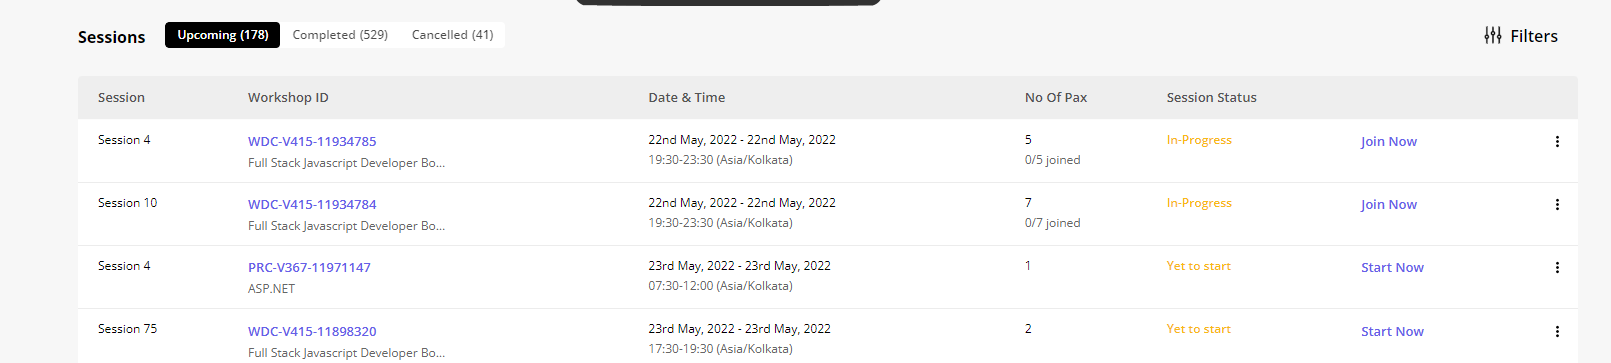 Sessions Upcoming (178) Completed (529) Cancelled (41) Filters
Session Workshop ID Date & Time No Of Pax Session Status
Session 4 WDC-V415-11934785 22nd May, 2022 - 22nd May, 2022 5 In-Progress Join Now
Full Stack Javascript Developer Bo... 19:30-23:30 (Asia/Kolkata) 0/5 joined
Session 10 WDC-V415-11934784 22nd May, 2022 - 22nd May, 2022 7 In-Progress Join Now
Full Stack Javascript Developer Bo... 19:30-23:30 (Asia/Kolkata) 0/7 joined
Session 4 PRC-V367-11971147 23rd May, 2022 - 23rd May, 2022 1 Yet to start Start Now
ASP.NET 07:30-12:00 (Asia/Kolkata)
Session 75 WDC-V415-11898320 23rd May, 2022 - 23rd May, 2022 2 Yet to start Start Now
Full Stack Javascript Developer Bo... 17:30-19:30 (Asia/Kolkata)